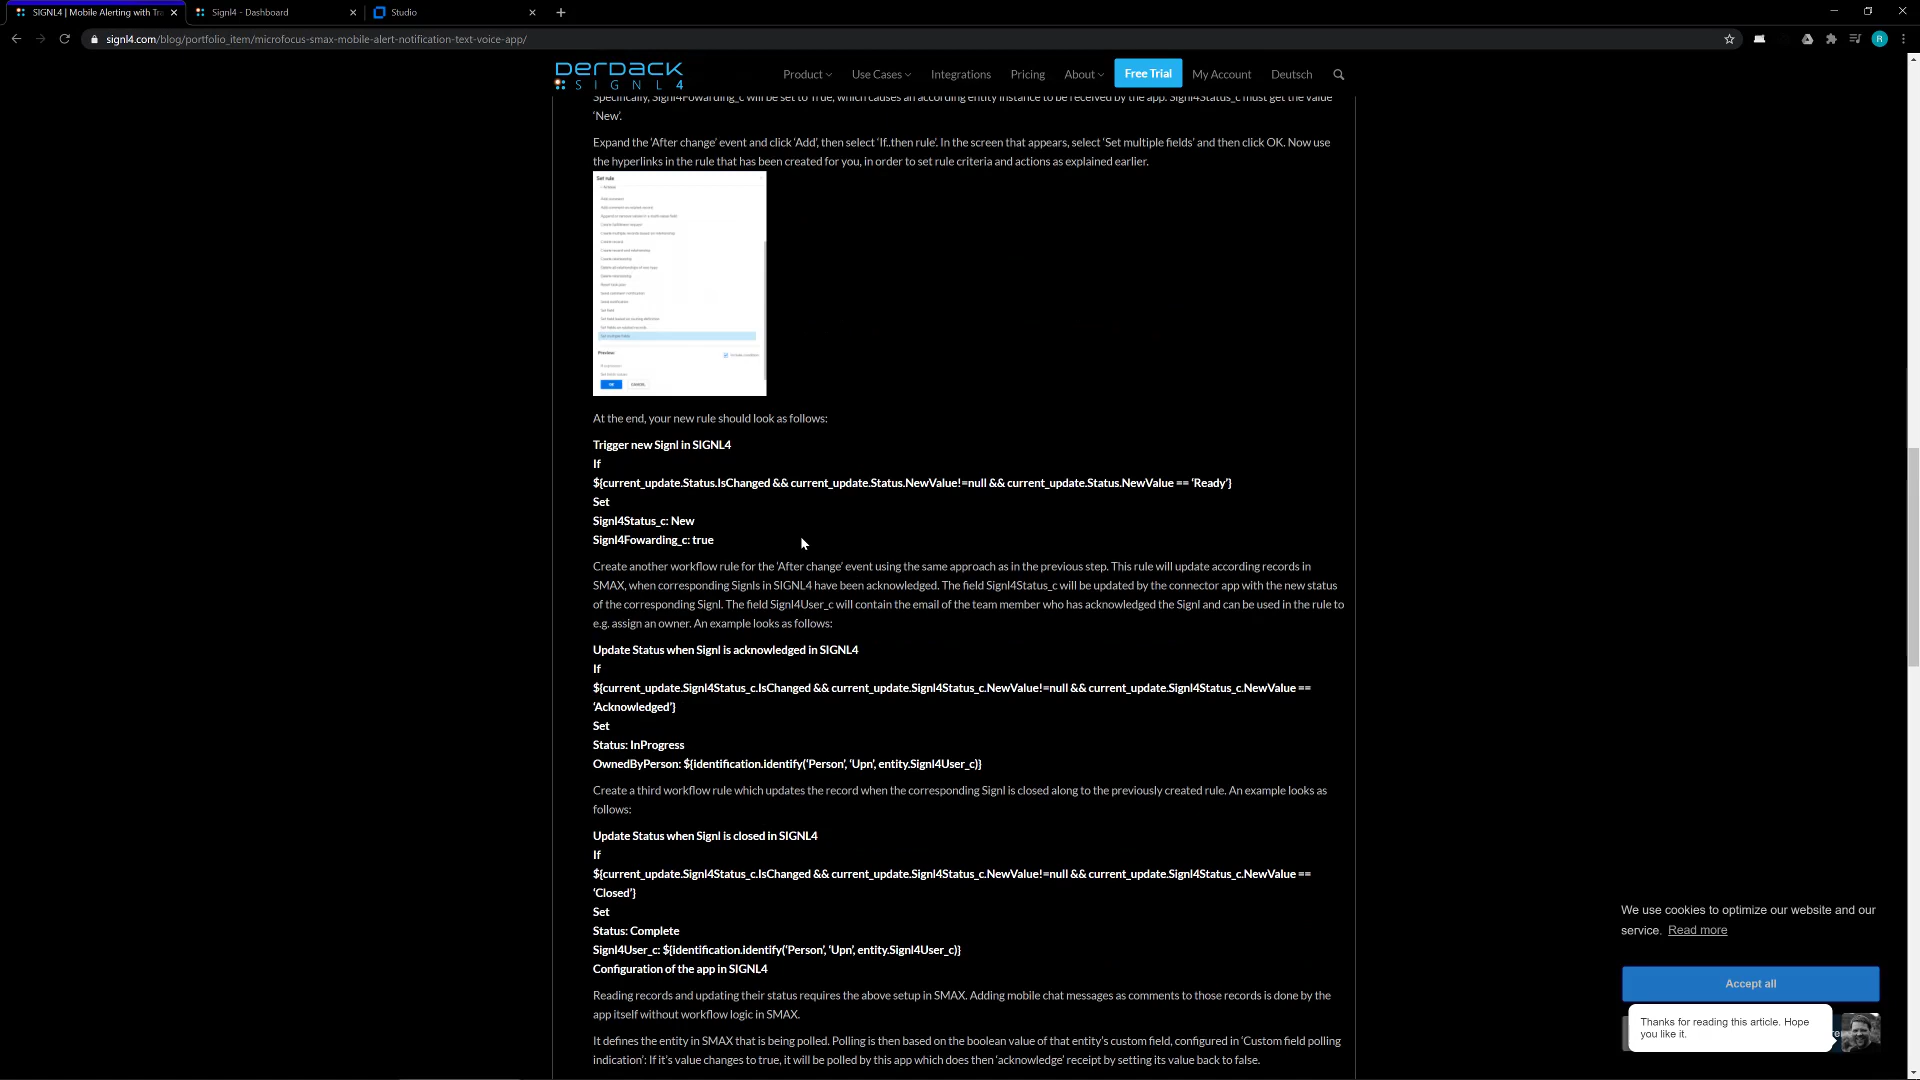 SIGNL4 | Mobile Alerting with Tra
Signl4 - Dashboard
Studio
signl4.com/blog/portfolio_item/microfocus-smax-mobile-alert-notification-text-voice-app/
R
DERDACK
SIGNL4
Product
Use Cases
Integrations
Pricing
About
Free Trial
My Account
Deutsch
Specifically, Signl4Fowarding_c will be set to True, which causes an according entity instance to be received by the app. Signl4Status_c must get the value
‘New’.
Expand the ‘After change’ event and click ‘Add’, then select ‘If..then rule’. In the screen that appears, select ‘Set multiple fields’ and then click OK. Now use
the hyperlinks in the rule that has been created for you, in order to set rule criteria and actions as explained earlier.
Set rule
Create record
Set multiple fields
Preview
OK
CANCEL
At the end, your new rule should look as follows:
Trigger new Signl in SIGNL4
If
${current_update.Status.IsChanged && current_update.Status.NewValue!=null && current_update.Status.NewValue == ‘Ready’}
Set
Signl4Status_c: New
Signl4Fowarding_c: true
Create another workflow rule for the ‘After change’ event using the same approach as in the previous step. This rule will update according records in
SMAX, when corresponding Signls in SIGNL4 have been acknowledged. The field Signl4Status_c will be updated by the connector app with the new status
of the corresponding Signl. The field Signl4User_c will contain the email of the team member who has acknowledged the Signl and can be used in the rule to
e.g. assign an owner. An example looks as follows:
Update Status when Signl is acknowledged in SIGNL4
If
${current_update.Signl4Status_c.IsChanged && current_update.Signl4Status_c.NewValue!=null && current_update.Signl4Status_c.NewValue ==
‘Acknowledged’}
Set
Status: InProgress
OwnedByPerson: ${identification.identify(‘Person’, ‘Upn’, entity.Signl4User_c)}
Create a third workflow rule which updates the record when the corresponding Signl is closed along to the previously created rule. An example looks as
follows:
Update Status when Signl is closed in SIGNL4
If
${current_update.Signl4Status_c.IsChanged && current_update.Signl4Status_c.NewValue!=null && current_update.Signl4Status_c.NewValue ==
‘Closed’}
Set
Status: Complete
Signl4User_c: ${identification.identify(‘Person’, ‘Upn’, entity.Signl4User_c)}
Configuration of the app in SIGNL4
Reading records and updating their status requires the above setup in SMAX. Adding mobile chat messages as comments to those records is done by the
app itself without workflow logic in SMAX.
It defines the entity in SMAX that is being polled. Polling is then based on the boolean value of that entity’s custom field, configured in ‘Custom field polling
indication’: If it’s value changes to true, it will be polled by this app which does then ‘acknowledge’ receipt by setting its value back to false.
We use cookies to optimize our website and our
service. Read more
Accept all
Thanks for reading this article. Hope
you like it.